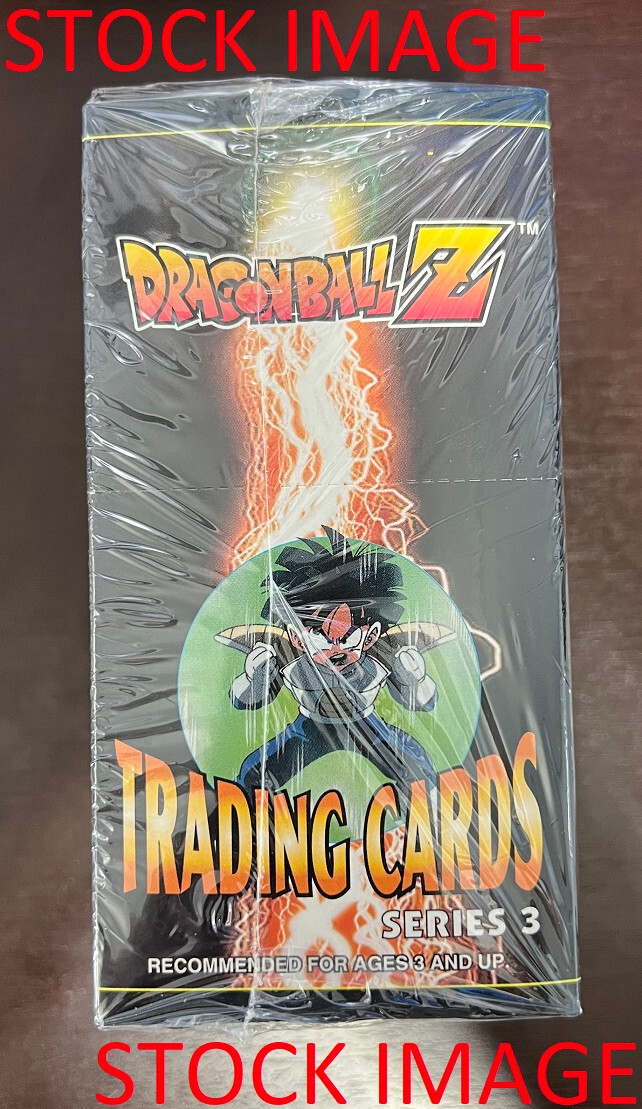 STOCK IMAGE
DRAGONBALL Z™
TRADING CARDS
SERIES 3
RECOMMENDED FOR AGES 3 AND UP.
STOCK IMAGE